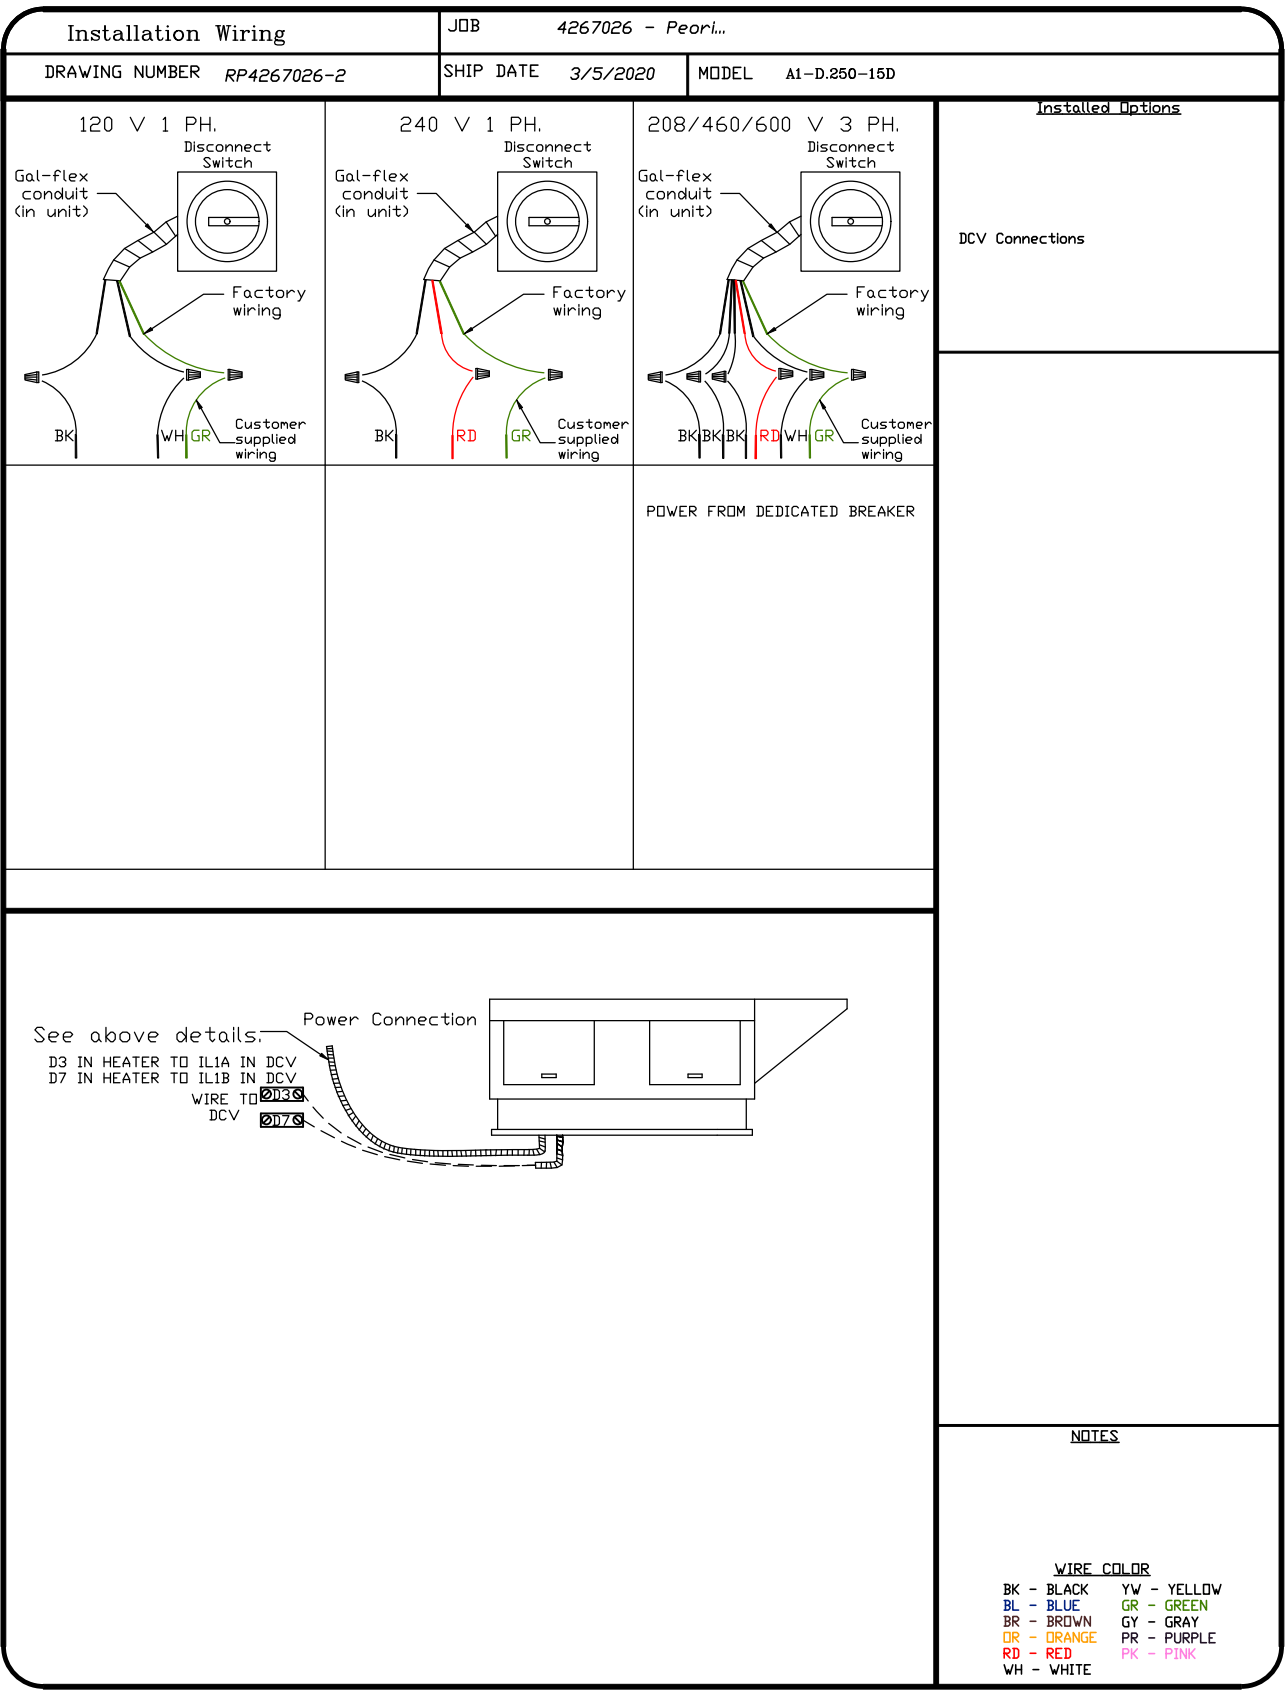 Installation Wiring
JOB 4267026 - Peori...
DRAWING NUMBER RP4267026-2
SHIP DATE 3/5/2020
MODEL A1-D.250-15D
120 V 1 PH.
Disconnect
Switch
Gal-flex
conduit
(in unit)
Factory
wiring
BK
WH
GR
Customer
supplied
wiring
240 V 1 PH.
Disconnect
Switch
Gal-flex
conduit
(in unit)
Factory
wiring
BK
RD
GR
Customer
supplied
wiring
208/460/600 V 3 PH.
Disconnect
Switch
Gal-flex
conduit
(in unit)
Factory
wiring
BK
BK
BK
RD
WH
GR
Customer
supplied
wiring
POWER FROM DEDICATED BREAKER
Installed Options
DCV Connections
Power Connection
See above details.
D3 IN HEATER TO IL1A IN DCV
D7 IN HEATER TO IL1B IN DCV
WIRE TO
DCV
D3
D7
NOTES
WIRE COLOR
BK - BLACK YW - YELLOW
BL - BLUE GR - GREEN
BR - BROWN GY - GRAY
OR - ORANGE PR - PURPLE
RD - RED PK - PINK
WH - WHITE